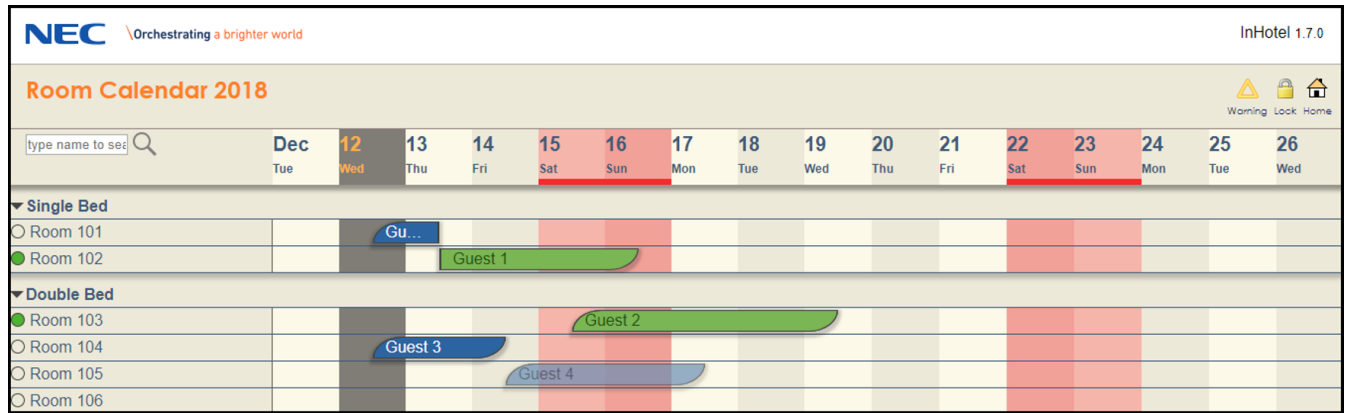 NEC \Orchestrating a brighter world
InHotel 1.7.0
Room Calendar 2018
Warning Lock Home
type name to sea
Dec 12 13 14 15 16 17 18 19 20 21 22 23 24 25 26
Tue Wed Thu Fri Sat Sun Mon Tue Wed Thu Fri Sat Sun Mon Tue Wed
Single Bed
Room 101 Gu...
Room 102 Guest 1
Double Bed
Room 103 Guest 2
Room 104 Guest 3
Room 105 Guest 4
Room 106